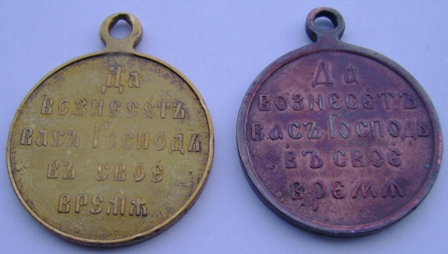 Да
вознесетъ
васъ Господь
въ свое
время
Да
вознесетъ
васъ Господь
въ свое
время